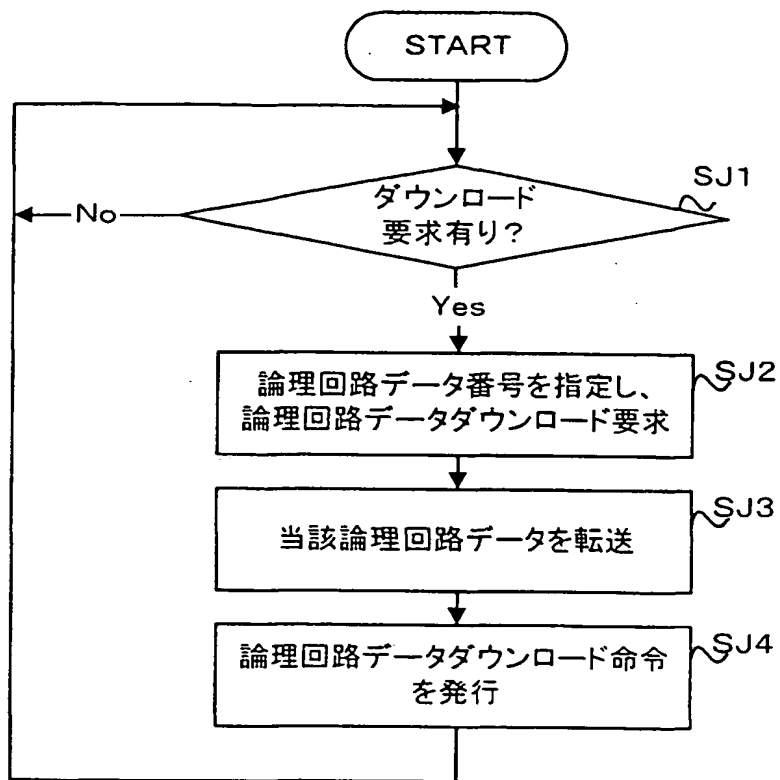 START
ダウンロード
要求有り?
SJ1
No
Yes
論理回路データ番号を指定し、
論理回路データダウンロード要求
SJ2
当該論理回路データを転送
SJ3
論理回路データダウンロード命令
を発行
SJ4